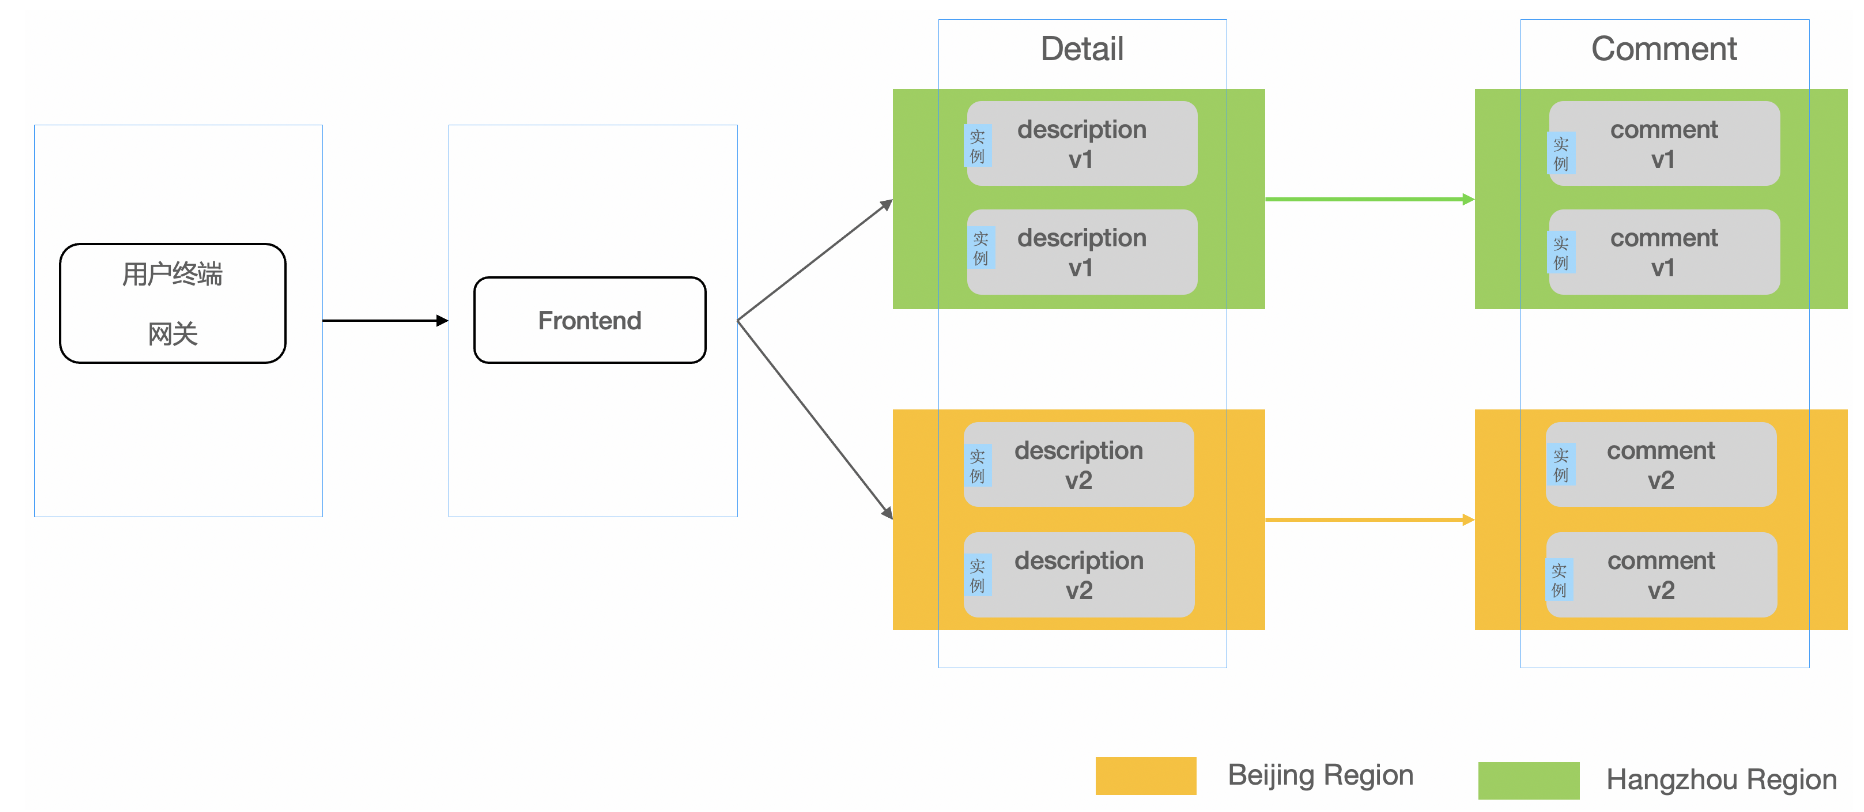 用户终端
网关
Frontend
Detail
实
例
description
v1
实
例
description
v1
实
例
description
v2
实
例
description
v2
Comment
实
例
comment
v1
实
例
comment
v1
实
例
comment
v2
实
例
comment
v2
Beijing Region
Hangzhou Region